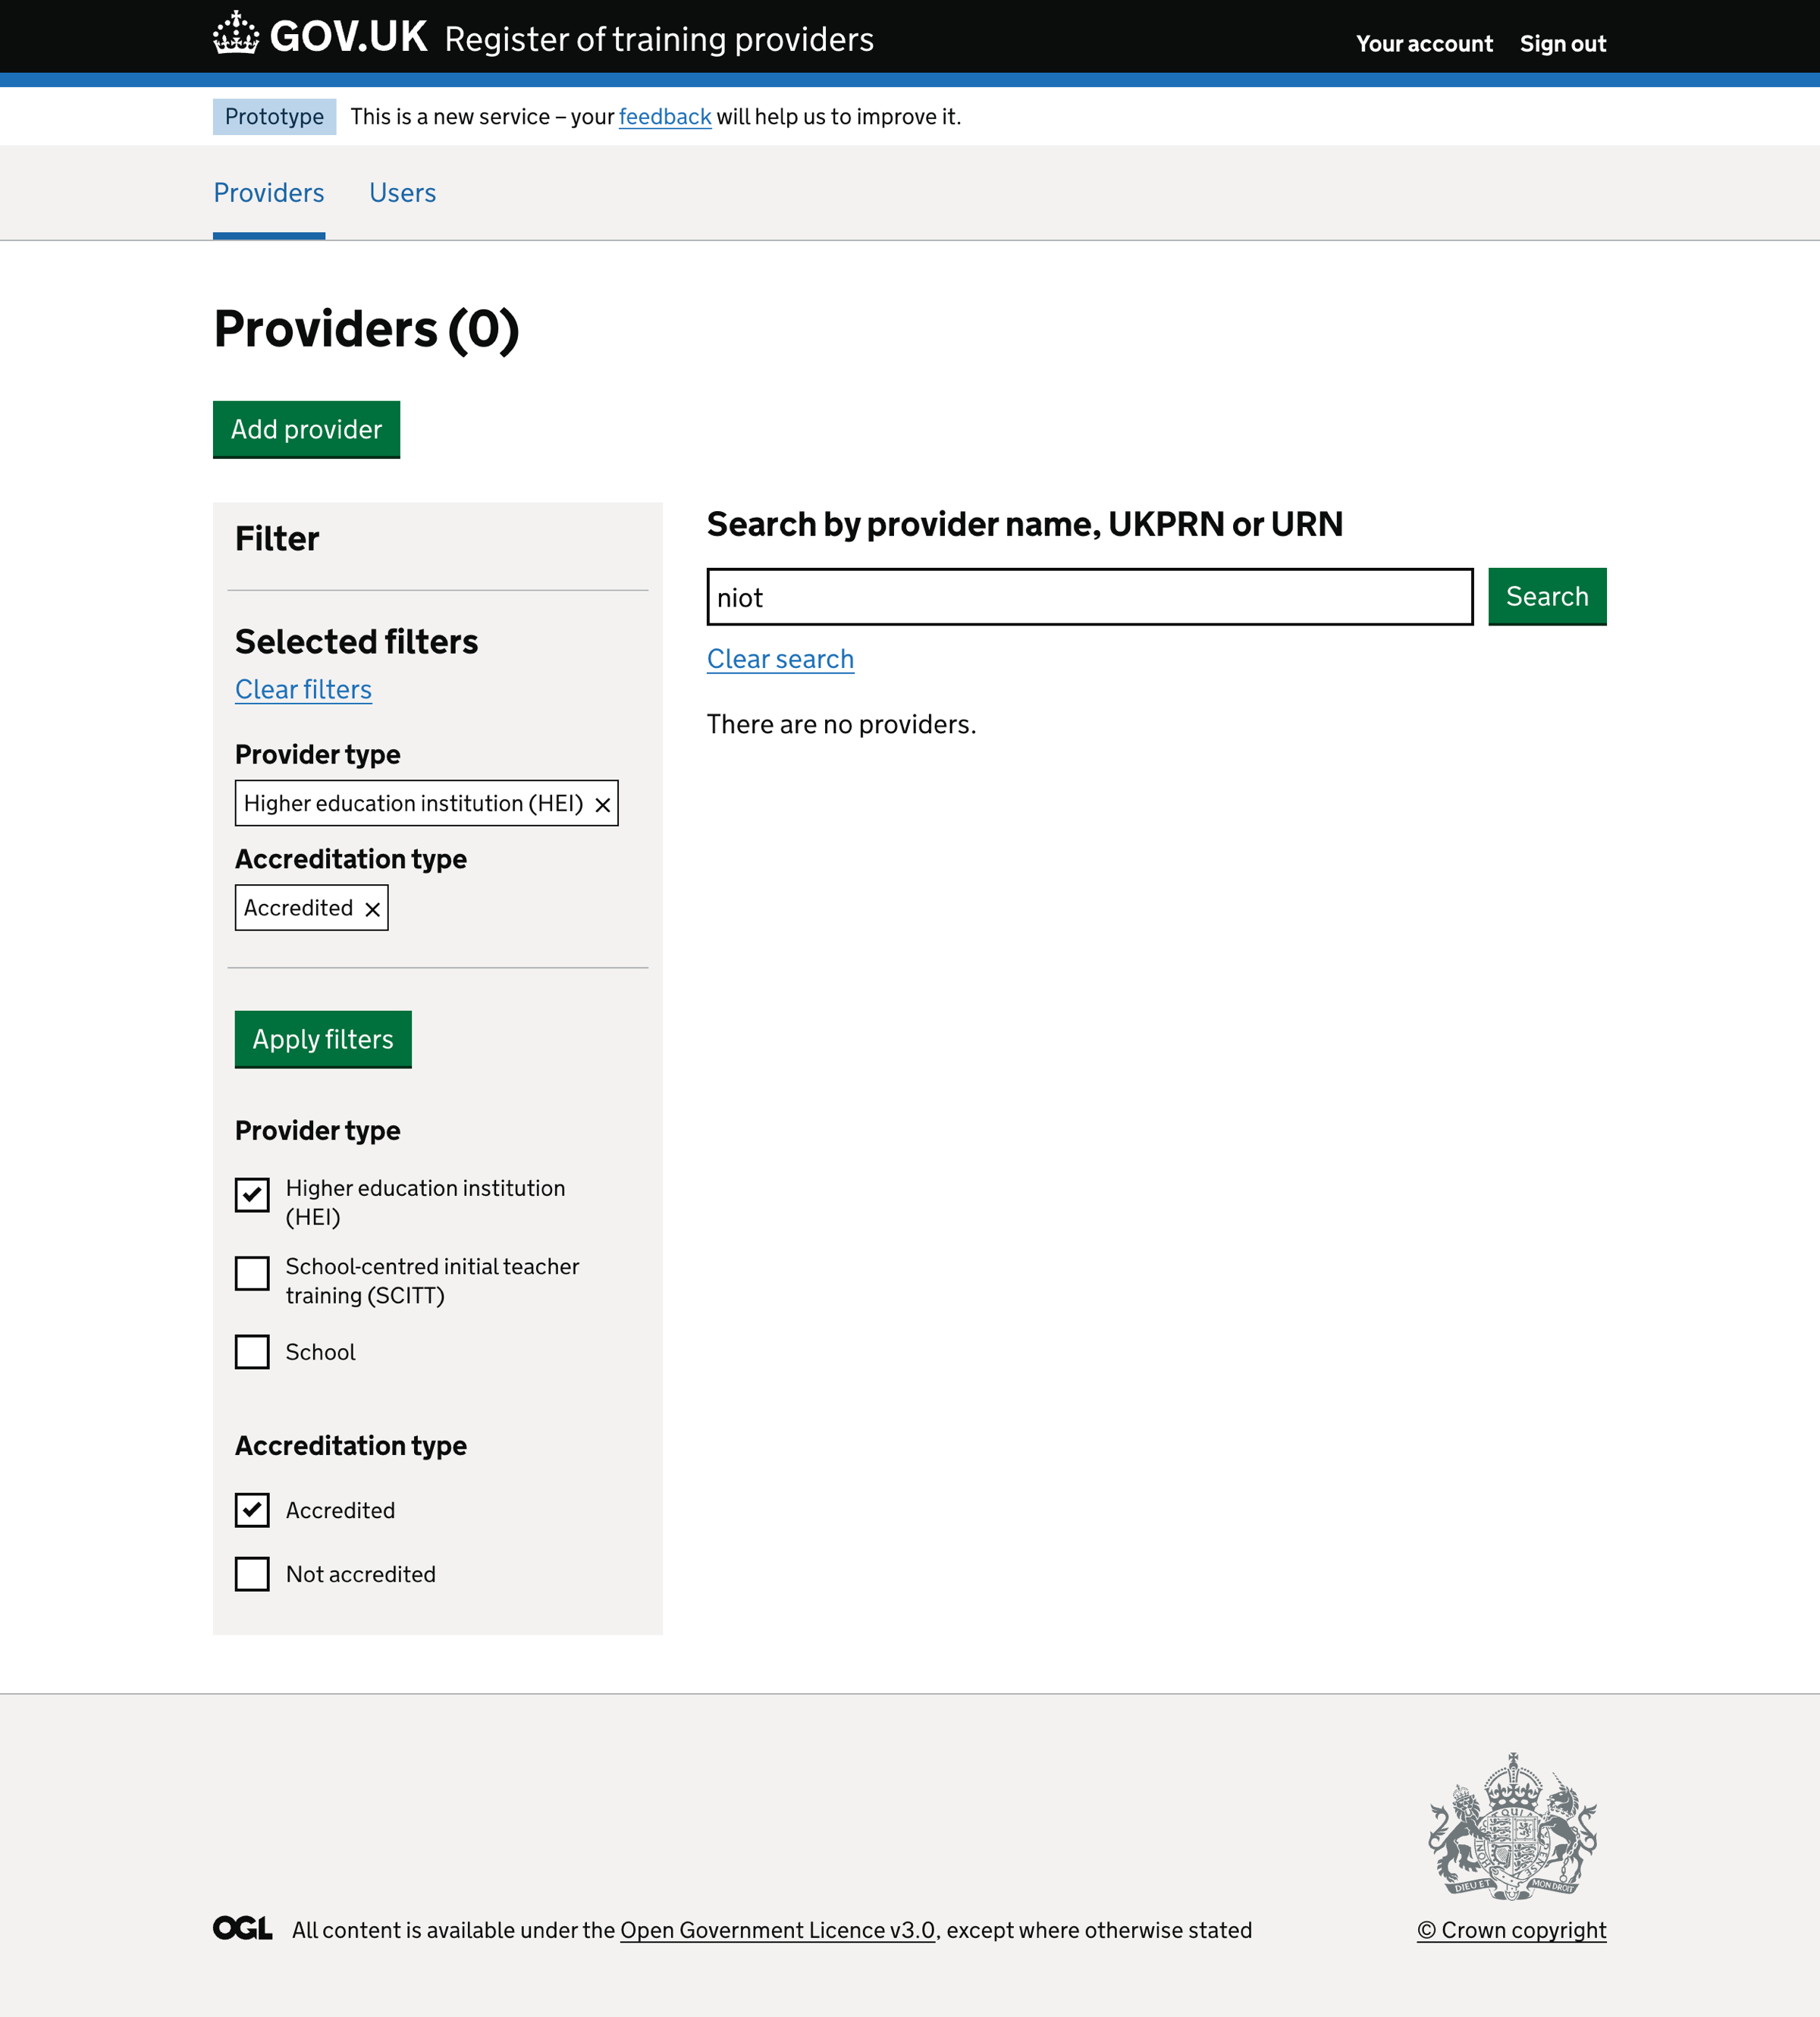 GOV.UK Register of training providers
Your account Sign out
Prototype This is a new service – your feedback will help us to improve it.
Providers Users
Providers (0)
Add provider
Filter
Selected filters
Clear filters
Provider type
Higher education institution (HEI)
Accreditation type
Accredited
Apply filters
Provider type
Higher education institution
(HEI)
School-centred initial teacher
training (SCITT)
School
Accreditation type
Accredited
Not accredited
Search by provider name, UKPRN or URN
niot
Search
Clear search
There are no providers.
DIEU ET MON DROIT
OGL All content is available under the Open Government Licence v3.0, except where otherwise stated
© Crown copyright